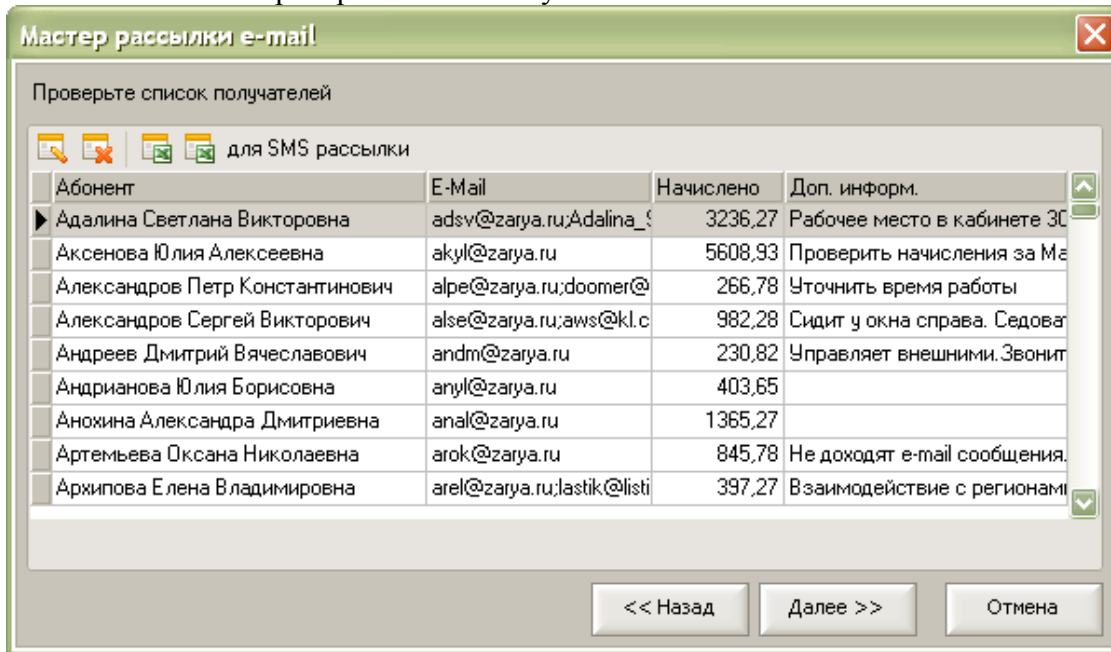 Мастер рассылки e-mail
Проверьте список получателей
для SMS рассылки
Абонент E-Mail Начислено Доп. информ.
Адалина Светлана Викторовна adsv@zarya.ru;Adalina_ 3236,27 Рабочее место в кабинете 30
Аксенова Юлия Алексеевна akyl@zarya.ru 5608,93 Проверить начисления за Ма
Александров Петр Константинович alpe@zarya.ru;doomer@ 266,78 Уточнить время работы
Александров Сергей Викторович alse@zarya.ru;aws@kl.c 982,28 Сидит у окна справа. Седоват
Андреев Дмитрий Вячеславович andm@zarya.ru 230,82 Управляет внешними.Звонит
Андрианова Юлия Борисовна anyl@zarya.ru 403,65
Анохина Александра Дмитриевна anal@zarya.ru 1365,27
Артемьева Оксана Николаевна arok@zarya.ru 845,78 Не доходят e-mail сообщения.
Архипова Елена Владимировна arel@zarya.ru;lastik@listi 397,27 Взаимодействие с регионами
<< Назад Далее >> Отмена